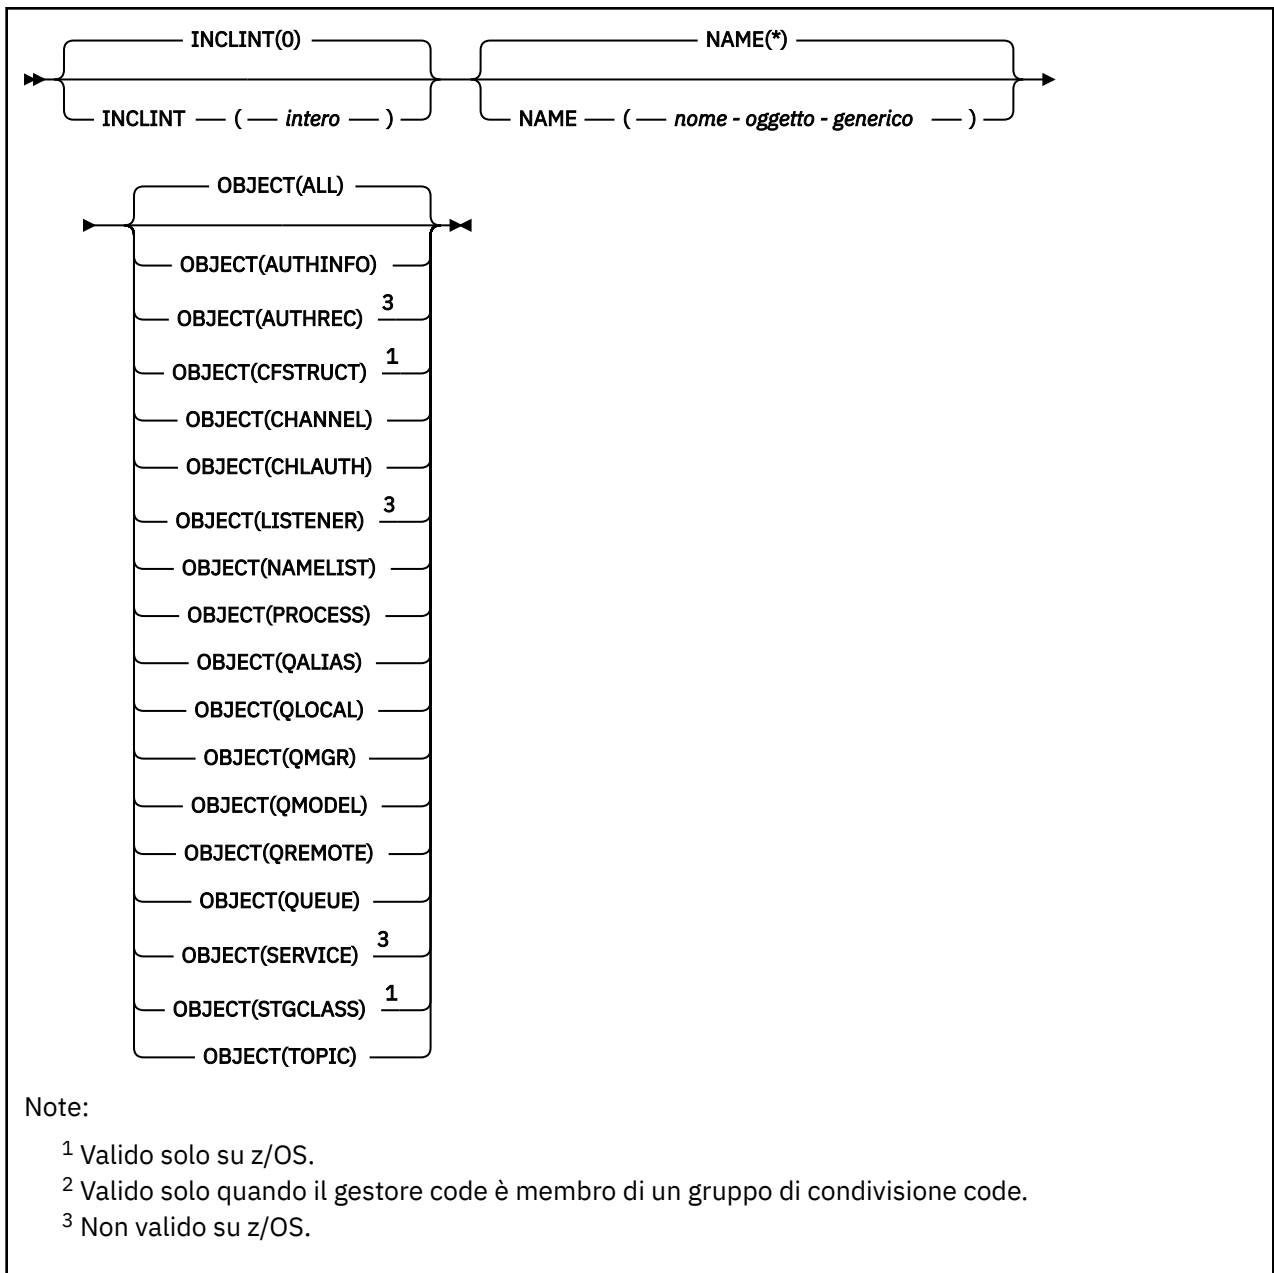 INCLINT(0) NAME(*)
INCLINT ( intero ) NAME ( nome - oggetto - generico )
OBJECT(ALL)
OBJECT(AUTHINFO)
OBJECT(AUTHREC) 3
OBJECT(CFSTRUCT) 1
OBJECT(CHANNEL)
OBJECT(CHLAUTH)
OBJECT(LISTENER) 3
OBJECT(NAMELIST)
OBJECT(PROCESS)
OBJECT(QALIAS)
OBJECT(QLOCAL)
OBJECT(QMGR)
OBJECT(QMODEL)
OBJECT(QREMOTE)
OBJECT(QUEUE)
OBJECT(SERVICE) 3
OBJECT(STGCLASS) 1
OBJECT(TOPIC)
Note:
1 Valido solo su z/OS.
2 Valido solo quando il gestore code è membro di un gruppo di condivisione code.
3 Non valido su z/OS.